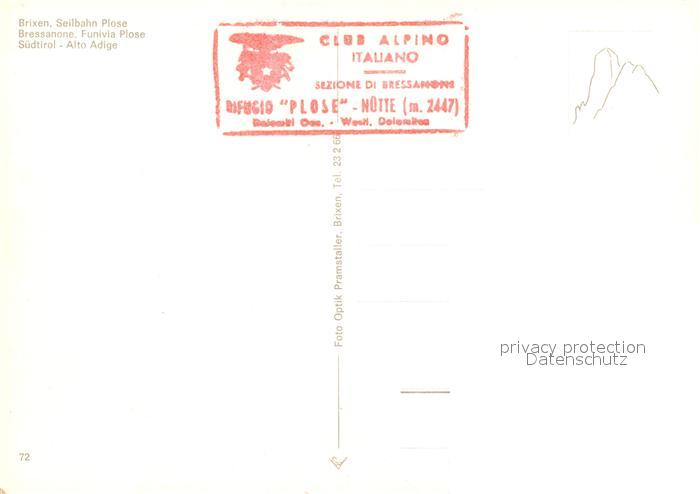 Brixen, Seilbahn Plose
Bressanone, Funivia Plose
Südtirol - Alto Adige
CLUB ALPINO
ITALIANO
SEZIONE DI BRESSANONE
RIFUGIO "PLOSE" - HÜTTE (m. 2447)
Dolomiti Occ. - Westl. Dolomiten
Foto Optik Pramstaller, Brixen, Tel. 23 2 66
privacy protection
Datenschutz
72